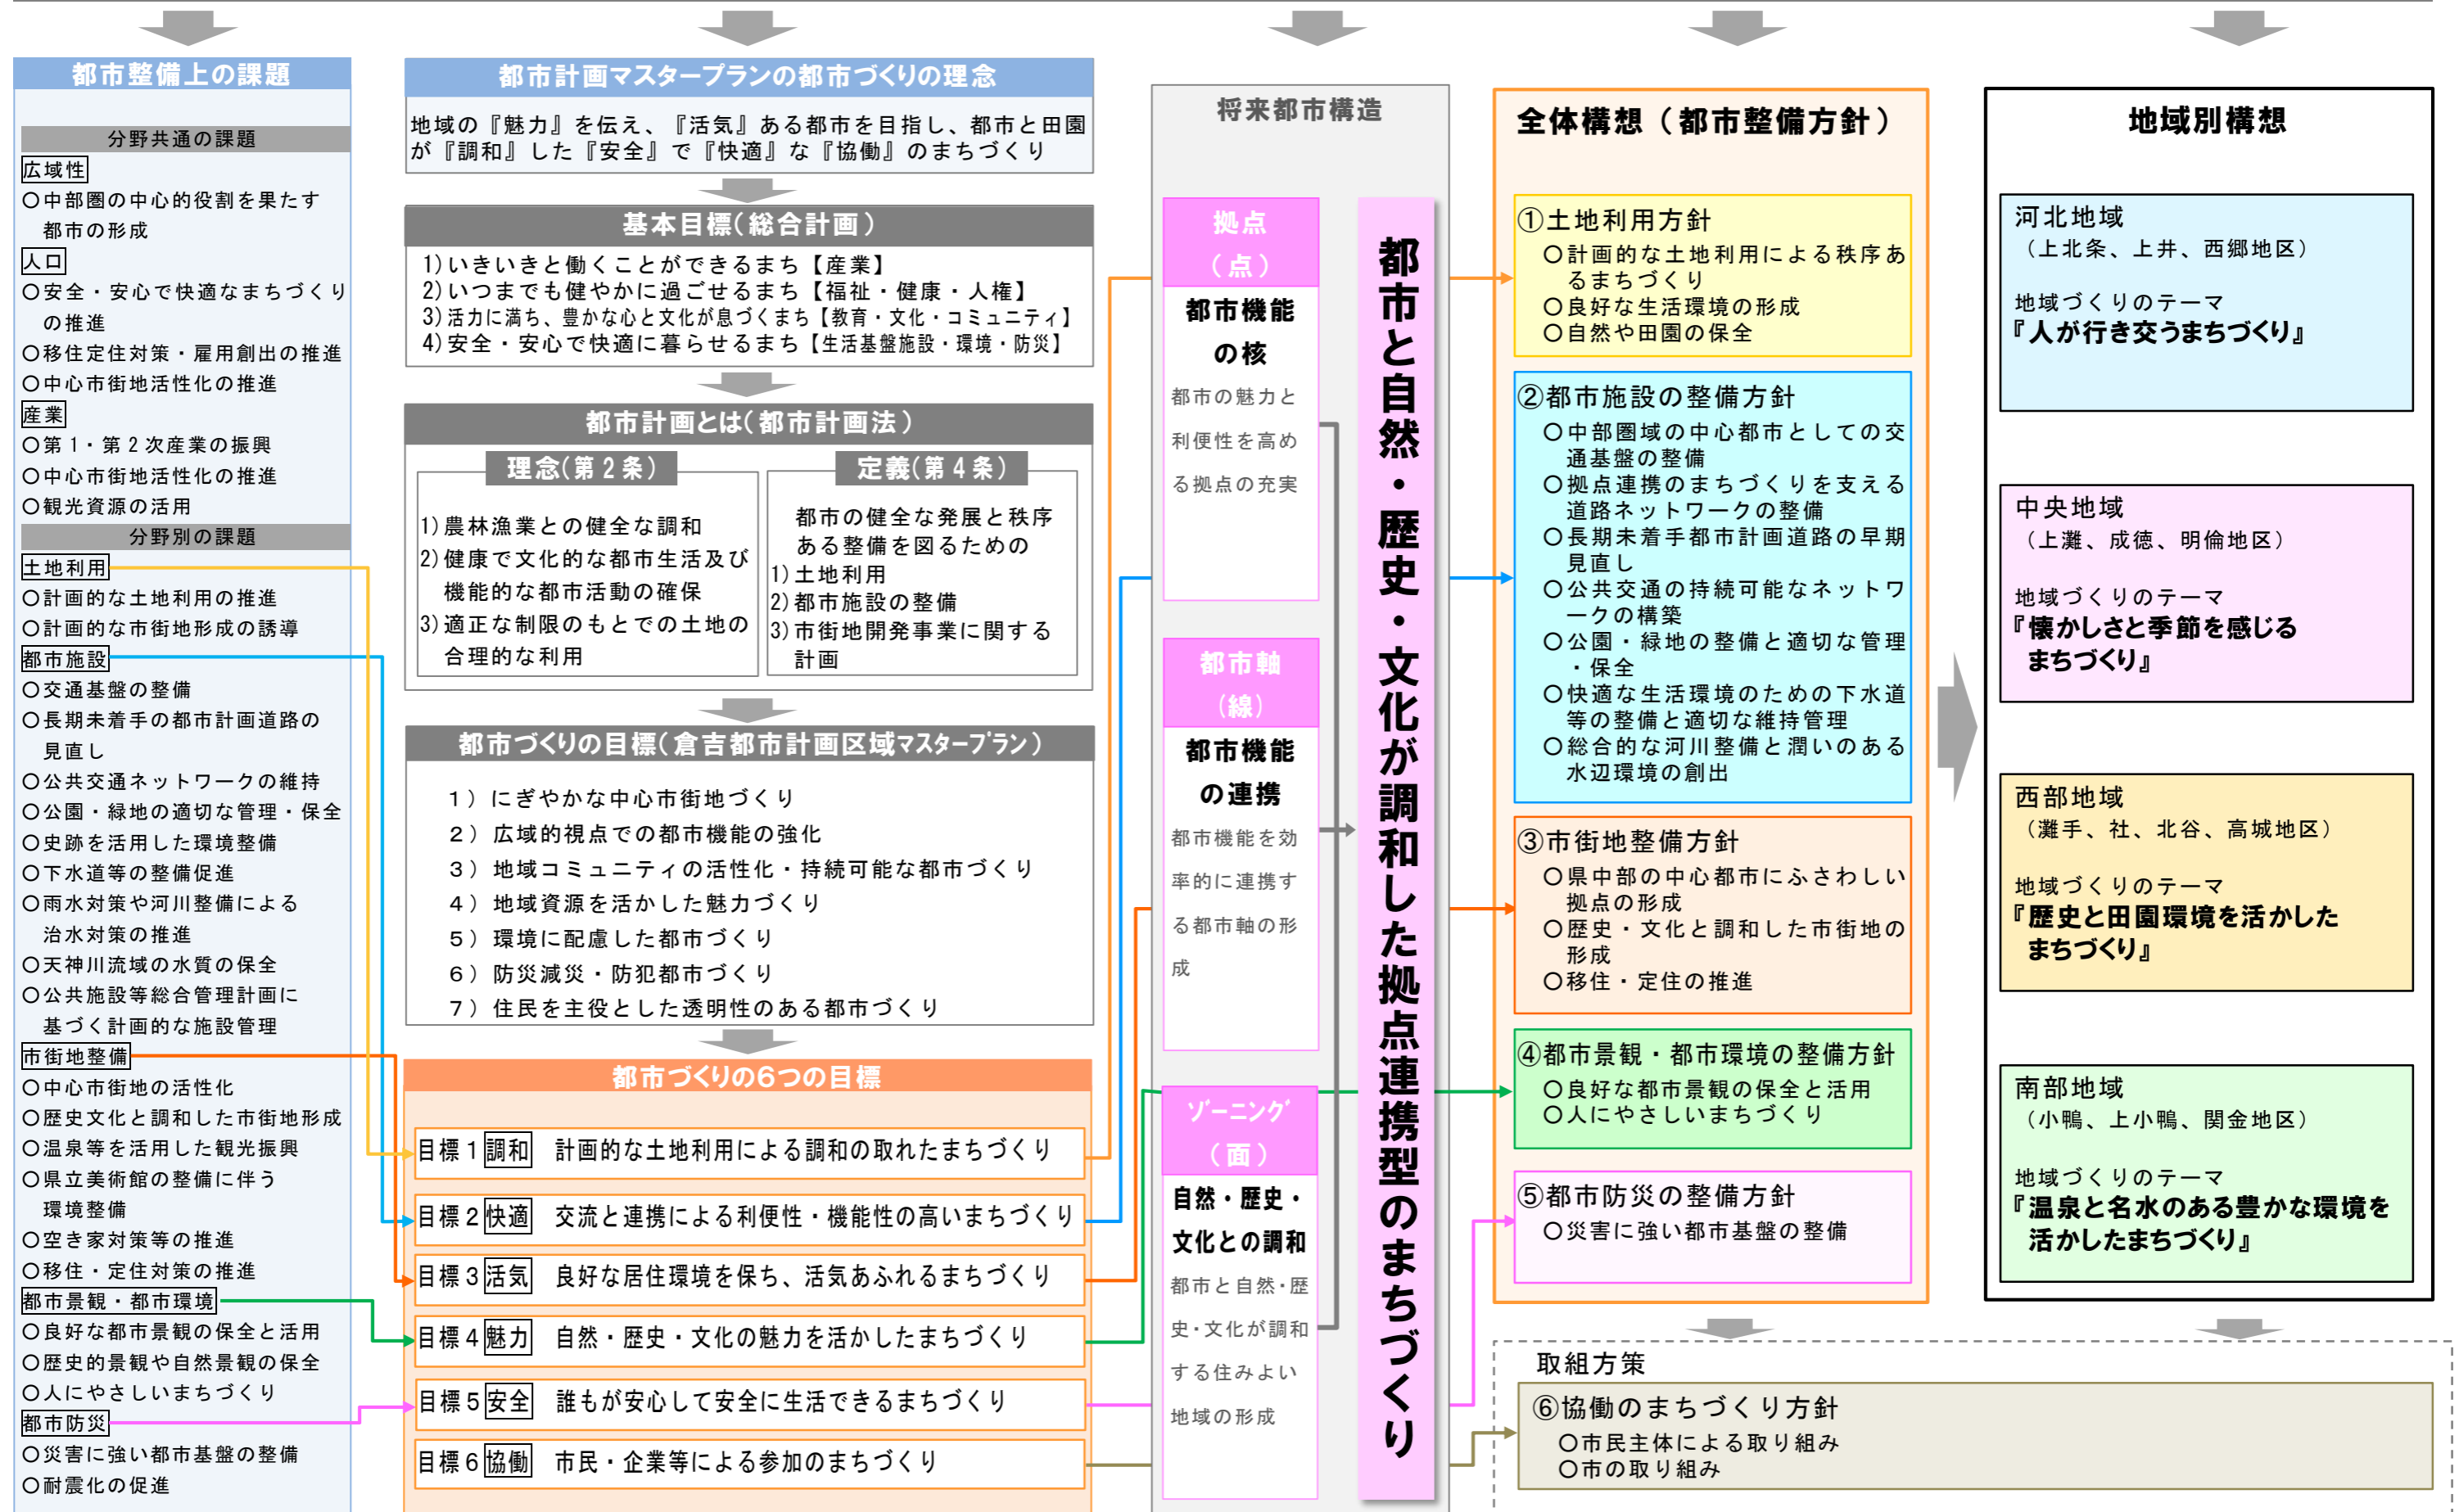 都市整備上の課題
分野共通の課題
広域性
〇中部圏の中心的役割を果たす
都市の形成
人口
〇安全・安心で快適なまちづくり
の推進
〇移住定住対策・雇用創出の推進
〇中心市街地活性化の推進
産業
〇第1・第2次産業の振興
〇中心市街地活性化の推進
〇観光資源の活用
分野別の課題
土地利用
〇計画的な土地利用の推進
〇計画的な市街地形成の誘導
都市施設
〇交通基盤の整備
〇長期未着手の都市計画道路の
見直し
〇公共交通ネットワークの維持
〇公園・緑地の適切な管理・保全
〇史跡を活用した環境整備
〇下水道等の整備促進
〇雨水対策や河川整備による
治水対策の推進
〇天神川流域の水質の保全
〇公共施設等総合管理計画に
基づく計画的な施設管理
市街地整備
〇中心市街地の活性化
〇歴史文化と調和した市街地形成
〇温泉等を活用した観光振興
〇県立美術館の整備に伴う
環境整備
〇空き家対策等の推進
〇移住・定住対策の推進
都市景観・都市環境
〇良好な都市景観の保全と活用
〇歴史的景観や自然景観の保全
〇人にやさしいまちづくり
都市防災
〇災害に強い都市基盤の整備
〇耐震化の促進
都市計画マスタープランの都市づくりの理念
地域の『魅力』を伝え、『活気』ある都市を目指し、都市と田園
が『調和』した『安全』で『快適』な『協働』のまちづくり
基本目標(総合計画)
1)いきいきと働くことができるまち【産業】
2)いつまでも健やかに過ごせるまち【福祉・健康・人権】
3)活力に満ち、豊かな心と文化が息づくまち【教育・文化・コミュニティ】
4)安全・安心で快適に暮らせるまち【生活基盤施設・環境・防災】
都市計画とは(都市計画法)
理念(第2条)
1)農林漁業との健全な調和
2)健康で文化的な都市生活及び
機能的な都市活動の確保
3)適正な制限のもとでの土地の
合理的な利用
定義(第4条)
都市の健全な発展と秩序
ある整備を図るための
1)土地利用
2)都市施設の整備
3)市街地開発事業に関する
計画
都市づくりの目標(倉吉都市計画区域マスタープラン)
1)にぎやかな中心市街地づくり
2)広域的視点での都市機能の強化
3)地域コミュニティの活性化・持続可能な都市づくり
4)地域資源を活かした魅力づくり
5)環境に配慮した都市づくり
6)防災減災・防犯都市づくり
7)住民を主役とした透明性のある都市づくり
都市づくりの6つの目標
目標1 調和 計画的な土地利用による調和の取れたまちづくり
目標2 快適 交流と連携による利便性・機能性の高いまちづくり
目標3 活気 良好な居住環境を保ち、活気あふれるまちづくり
目標4 魅力 自然・歴史・文化の魅力を活かしたまちづくり
目標5 安全 誰もが安心して安全に生活できるまちづくり
目標6 協働 市民・企業等による参加のまちづくり
将来都市構造
拠点
(点)
都市機能
の核
都市の魅力と
利便性を高め
る拠点の充実
都市軸
(線)
都市機能
の連携
都市機能を効
率的に連携す
る都市軸の形
成
ゾーニング
(面)
自然・歴史・
文化との調和
都市と自然・歴
史・文化が調和
する住みよい
地域の形成
都市と自然・歴史・文化が調和した拠点連携型のまちづくり
全体構想(都市整備方針)
①土地利用方針
〇計画的な土地利用による秩序あ
るまちづくり
〇良好な生活環境の形成
〇自然や田園の保全
②都市施設の整備方針
〇中部圏域の中心都市としての交
通基盤の整備
〇拠点連携のまちづくりを支える
道路ネットワークの整備
〇長期未着手都市計画道路の早期
見直し
〇公共交通の持続可能なネットワ
ークの構築
〇公園・緑地の整備と適切な管理
・保全
〇快適な生活環境のための下水道
等の整備と適切な維持管理
〇総合的な河川整備と潤いのある
水辺環境の創出
③市街地整備方針
〇県中部の中心都市にふさわしい
拠点の形成
〇歴史・文化と調和した市街地の
形成
〇移住・定住の推進
④都市景観・都市環境の整備方針
〇良好な都市景観の保全と活用
〇人にやさしいまちづくり
⑤都市防災の整備方針
〇災害に強い都市基盤の整備
地域別構想
河北地域
(上北条、上井、西郷地区)
地域づくりのテーマ
『人が行き交うまちづくり』
中央地域
(上灘、成徳、明倫地区)
地域づくりのテーマ
『懐かしさと季節を感じる
まちづくり』
西部地域
(灘手、社、北谷、高城地区)
地域づくりのテーマ
『歴史と田園環境を活かした
まちづくり』
南部地域
(小鴨、上小鴨、関金地区)
地域づくりのテーマ
『温泉と名水のある豊かな環境を
活かしたまちづくり』
取組方策
⑥協働のまちづくり方針
〇市民主体による取り組み
〇市の取り組み